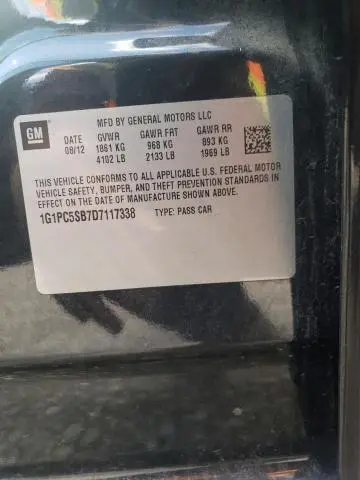 MFD BY GENERAL MOTORS LLC
GM DATE GVWR GAWR FRT GAWR RR
08/12 1861 KG 968 KG 893 KG
4102 LB 2133 LB 1969 LB
THIS VEHICLE CONFORMS TO ALL APPLICABLE U.S. FEDERAL MOTOR
VEHICLE SAFETY, BUMPER, AND THEFT PREVENTION STANDARDS IN
EFFECT ON THE DATE OF MANUFACTURE SHOWN ABOVE.
1G1PC5SB7D7117338 TYPE: PASS CAR